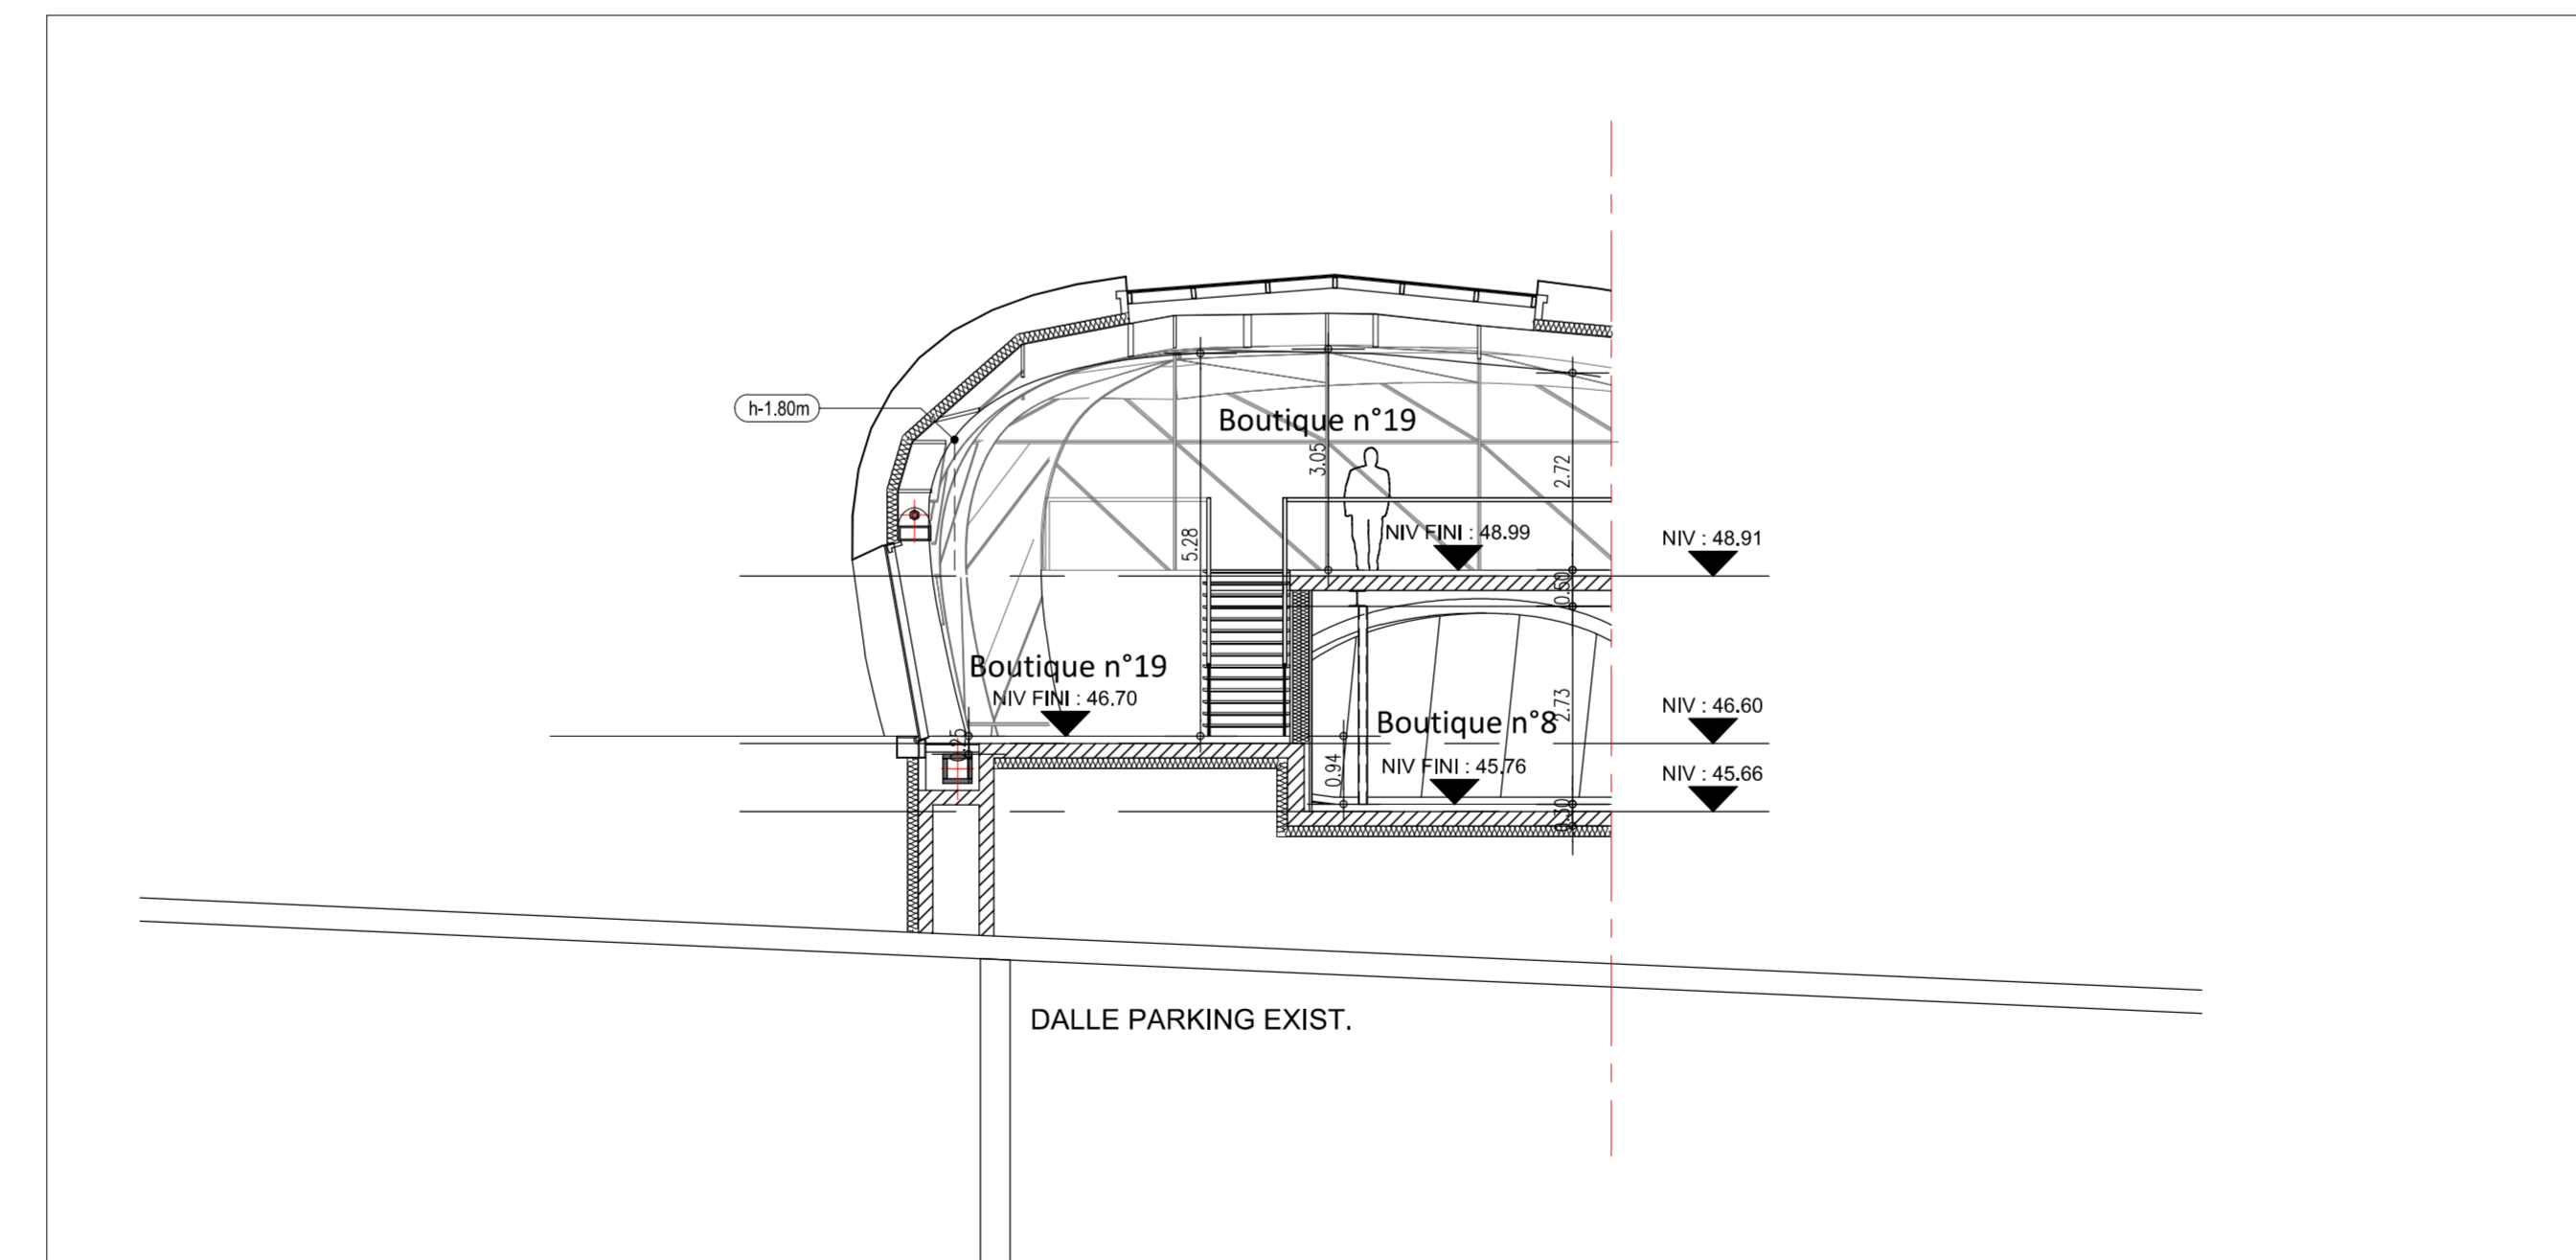 h-1.80m
Boutique n°19
3.05
2.72
5.28
NIV FINI : 48.99
NIV : 48.91
0.50
Boutique n°19
NIV FINI : 46.70
2.73
Boutique n°8
NIV : 46.60
0.94
NIV FINI : 45.76
NIV : 45.66
0.30
DALLE PARKING EXIST.